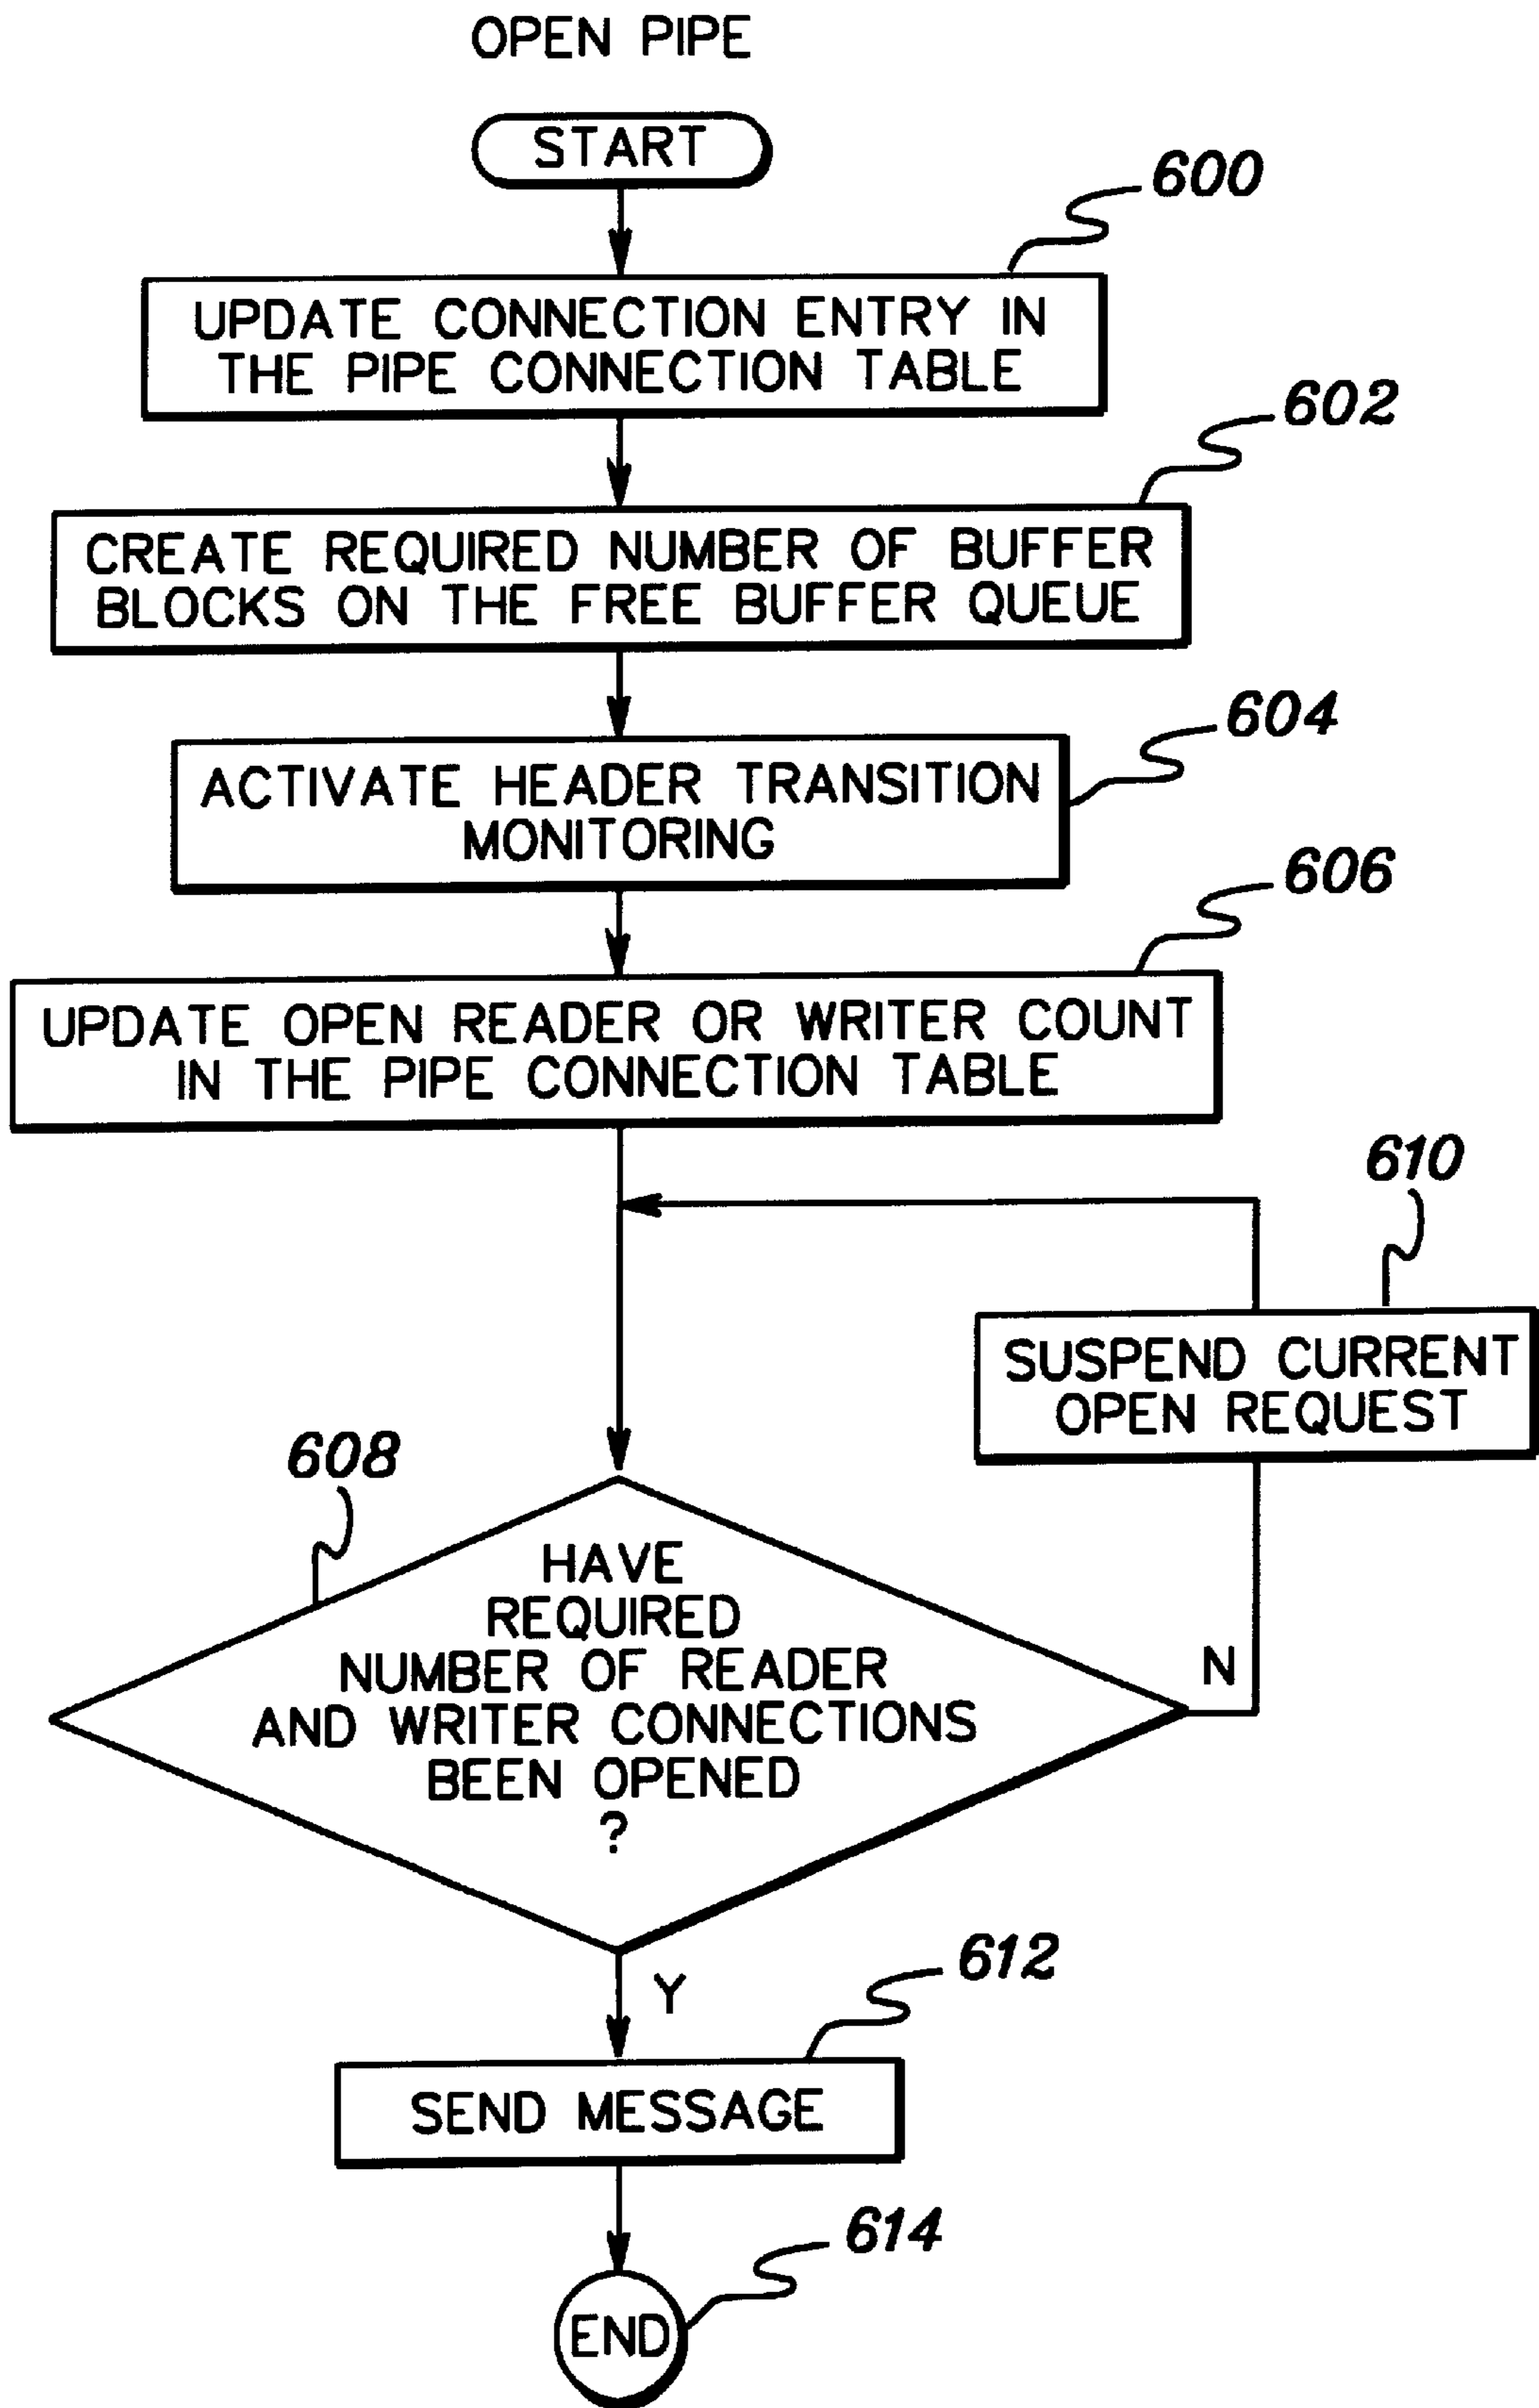 OPEN PIPE
START
600
UPDATE CONNECTION ENTRY IN
THE PIPE CONNECTION TABLE
602
CREATE REQUIRED NUMBER OF BUFFER
BLOCKS ON THE FREE BUFFER QUEUE
604
ACTIVATE HEADER TRANSITION
MONITORING
606
UPDATE OPEN READER OR WRITER COUNT
IN THE PIPE CONNECTION TABLE
610
SUSPEND CURRENT
OPEN REQUEST
608
HAVE
REQUIRED
NUMBER OF READER
AND WRITER CONNECTIONS
BEEN OPENED
?
N
Y
612
SEND MESSAGE
614
END